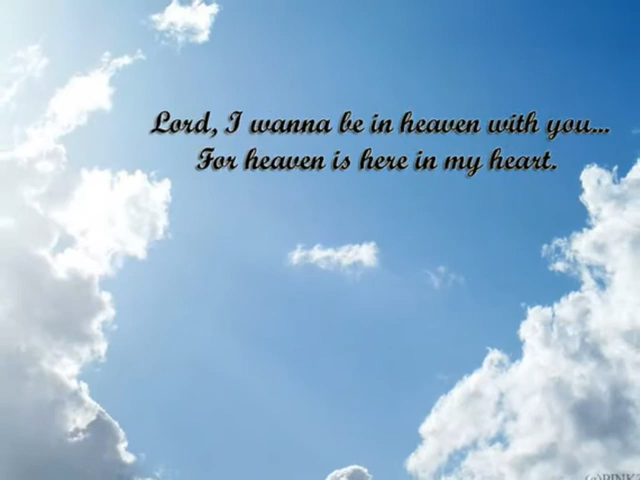 Lord, I wanna be in heaven with you...
For heaven is here in my heart.